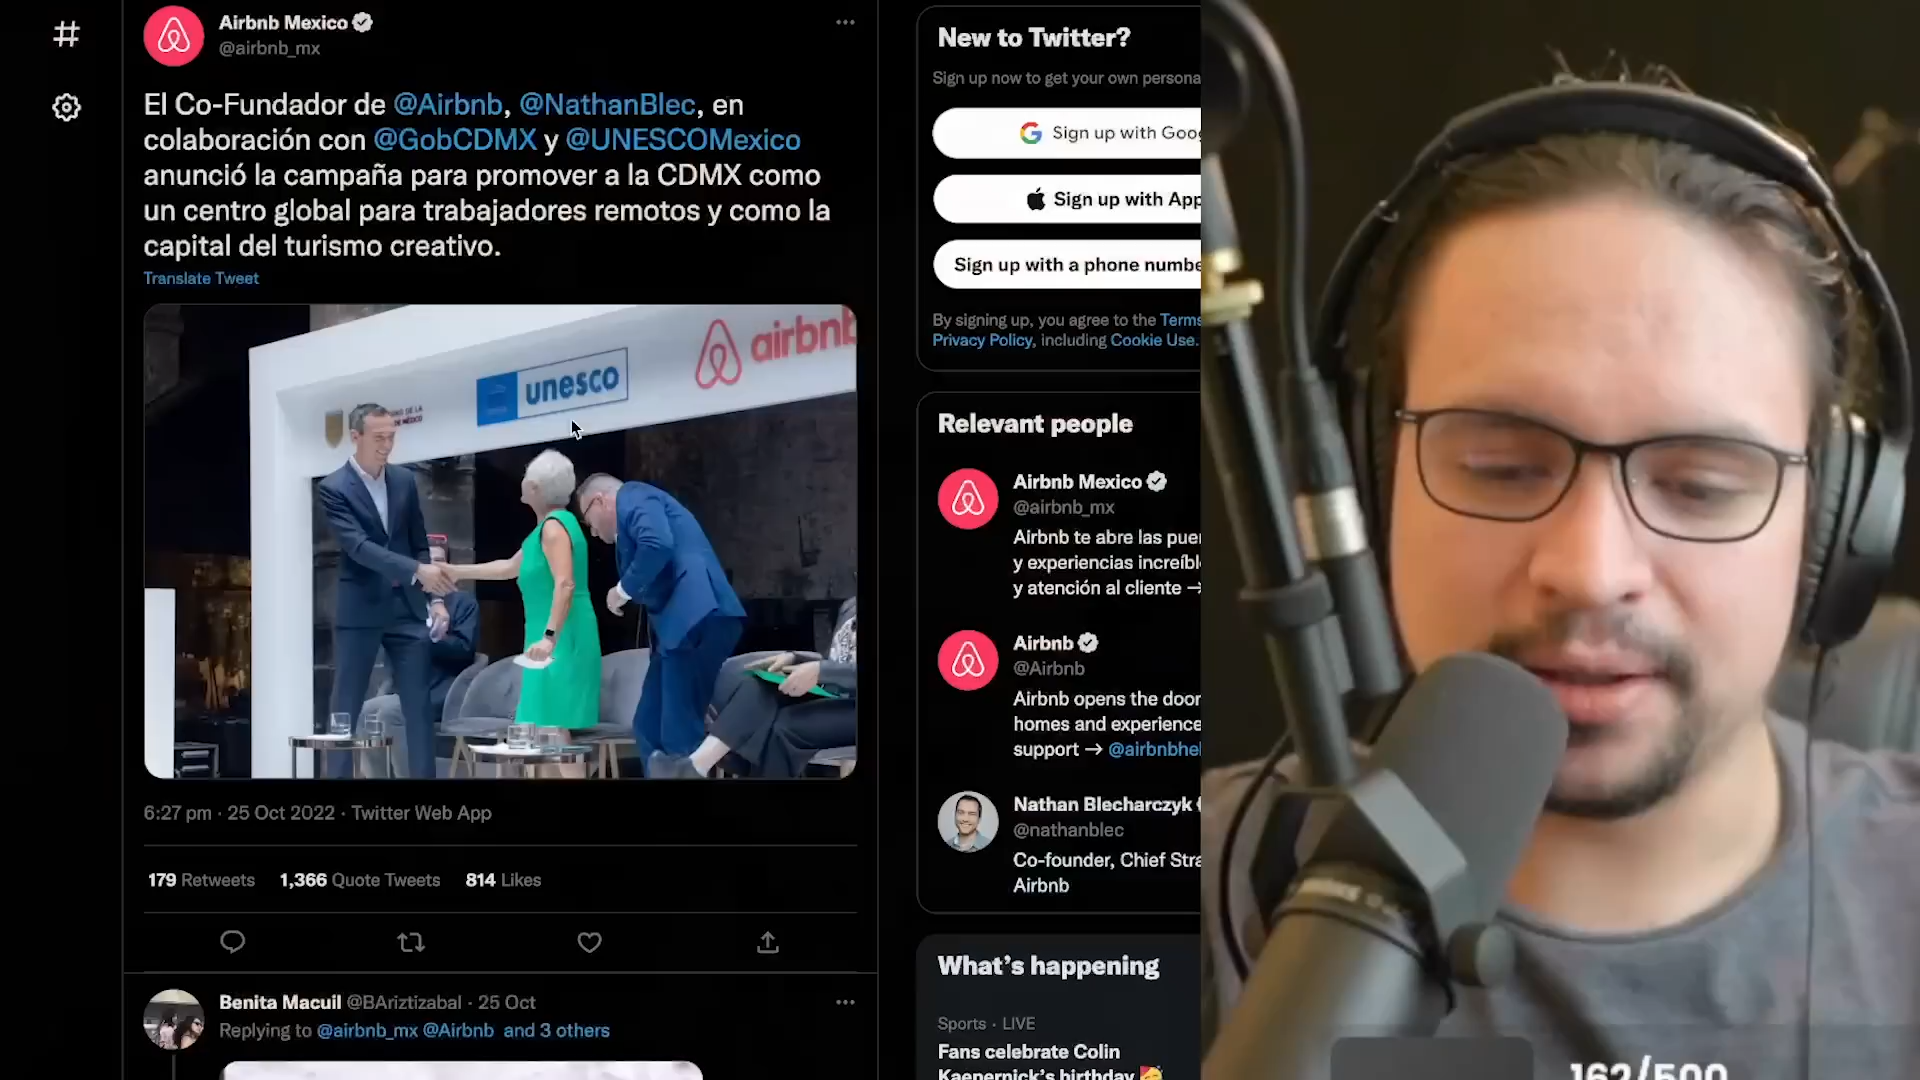 Airbnb Mexico
@airbnb_mx
El Co-Fundador de @Airbnb, @NathanBlec, en
colaboración con @GobCDMX y @UNESCOMexico
anunció la campaña para promover a la CDMX como
un centro global para trabajadores remotos y como la
capital del turismo creativo.
Translate Tweet
unesco
airbnb
6:27 pm · 25 Oct 2022 · Twitter Web App
179 Retweets 1,366 Quote Tweets 814 Likes
Benita Macuil @BAriztizabal · 25 Oct
Replying to @airbnb_mx @Airbnb and 3 others
New to Twitter?
Sign up now to get your own persona
Sign up with Goog
Sign up with App
Sign up with a phone numbe
By signing up, you agree to the Terms
Privacy Policy, including Cookie Use.
Relevant people
Airbnb Mexico
@airbnb_mx
Airbnb te abre las puer
y experiencias increíbl
y atención al cliente →
Airbnb
@Airbnb
Airbnb opens the door
homes and experience
support → @airbnbhel
Nathan Blecharczyk
@nathanblec
Co-founder, Chief Stra
Airbnb
What's happening
Sports · LIVE
Fans celebrate Colin
Kaepernick's birthday
162/500